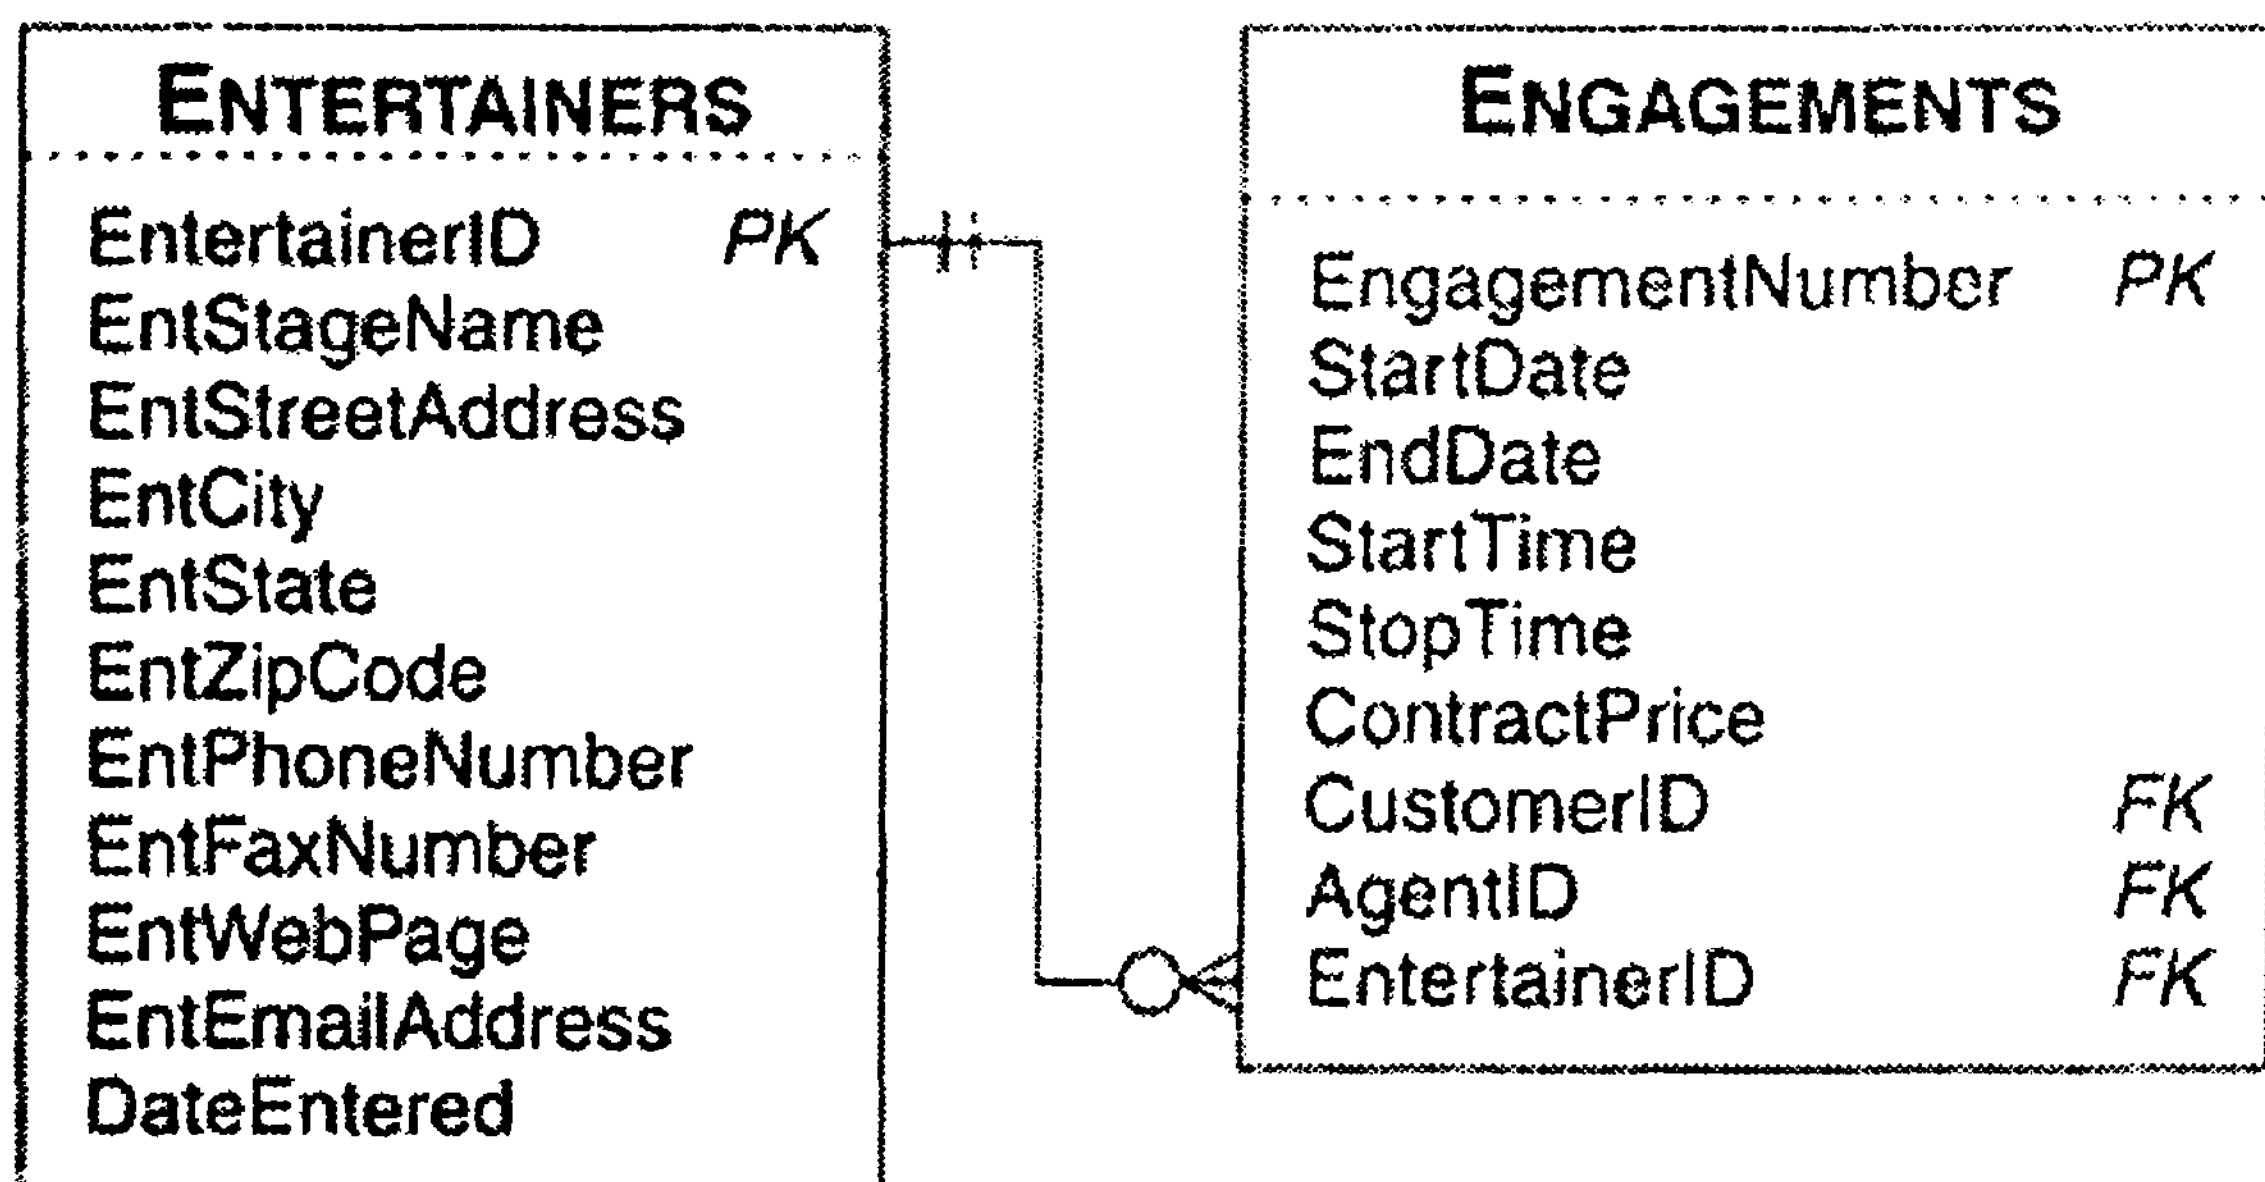 ENTERTAINERS
EntertainerID PK
EntStageName
EntStreetAddress
EntCity
EntState
EntZipCode
EntPhoneNumber
EntFaxNumber
EntWebPage
EntEmailAddress
DateEntered
ENGAGEMENTS
EngagementNumber PK
StartDate
EndDate
StartTime
StopTime
ContractPrice
CustomerID FK
AgentID FK
EntertainerID FK